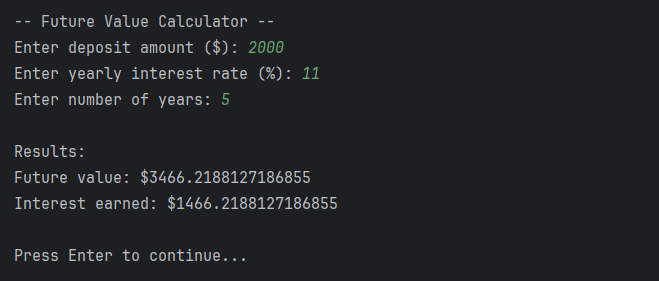 -- Future Value Calculator --
Enter deposit amount ($): 2000
Enter yearly interest rate (%): 11
Enter number of years: 5
Results:
Future value: $3466.2188127186855
Interest earned: $1466.2188127186855
Press Enter to continue...